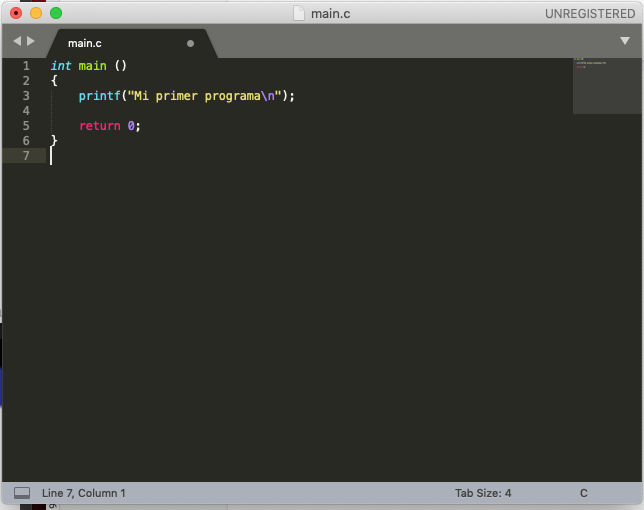 main.c
UNREGISTERED
main.c
1 int main ()
2 {
3     printf("Mi primer programa\n");
4
5     return 0;
6 }
7
Line 7, Column 1
Tab Size: 4
C